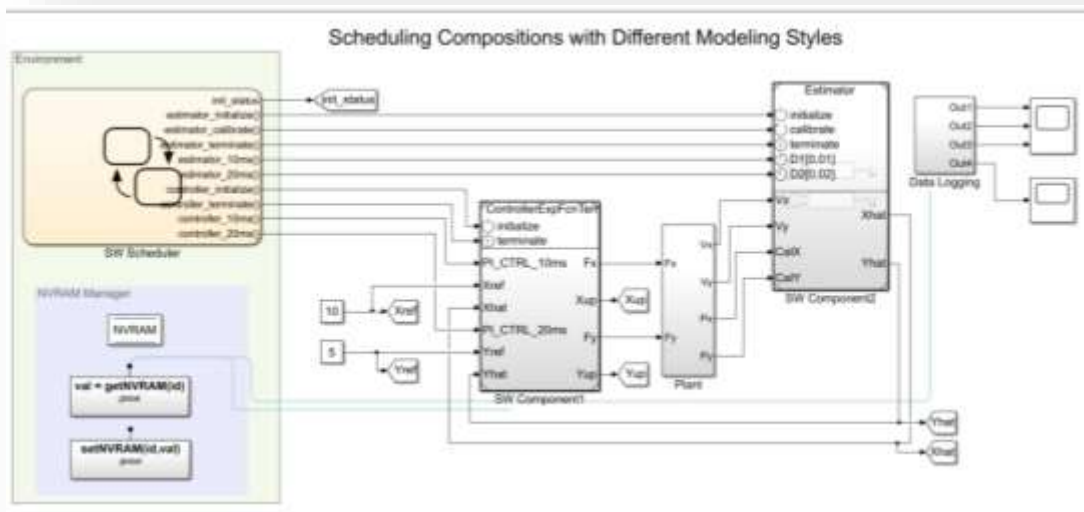 Scheduling Compositions with Different Modeling Styles
Environment
init_status
estimator_initialize()
estimator_calibrate()
estimator_terminate()
estimator_10ms()
estimator_20ms()
controller_initialize()
controller_terminate()
controller_10ms()
controller_20ms()
SW Scheduler
init_status
NVRAM Manager
NVRAM
val = getNVRAM(id)
setNVRAM(id,val)
10
Xref
5
Yref
initialize
terminate
PI_CTRL_10ms
Xref
Xhat
PI_CTRL_20ms
Yref
Yhat
Fx
Xup
Fy
Yup
SW Component1
Xup
Yup
Fx
Fy
Vx
Vy
Px
Py
Plant
Estimator
initialize
calibrate
terminate
D1[0.01]
D2[0.02]
Vx
Vy
CalX
CalY
Xhat
Yhat
SW Component2
Out1
Out2
Out3
Out4
Data Logging
Yhat
Xhat